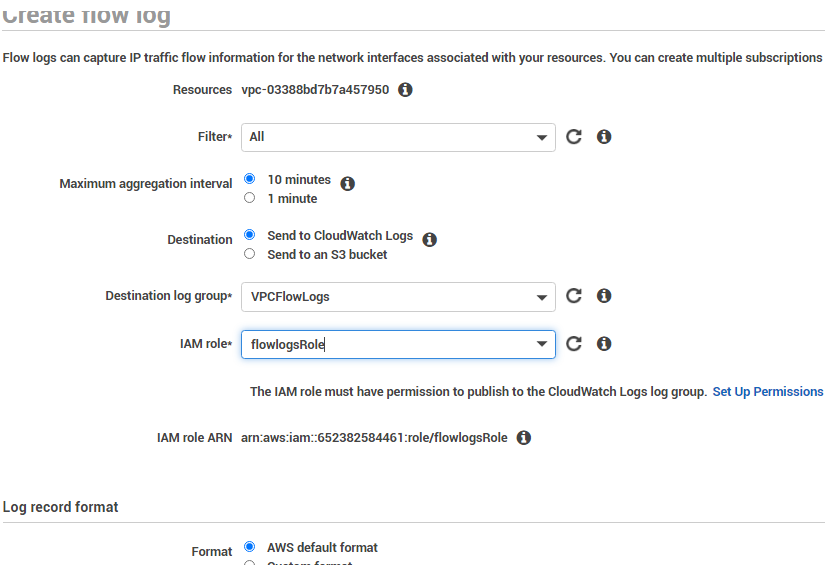 Create flow log
Flow logs can capture IP traffic flow information for the network interfaces associated with your resources. You can create multiple subscriptions
Resources vpc-03388bd7b7a457950
Filter* All
Maximum aggregation interval 10 minutes
1 minute
Destination Send to CloudWatch Logs
Send to an S3 bucket
Destination log group* VPCFlowLogs
IAM role* flowlogsRole
The IAM role must have permission to publish to the CloudWatch Logs log group. Set Up Permissions
IAM role ARN arn:aws:iam::652382584461:role/flowlogsRole
Log record format
Format AWS default format
Custom format